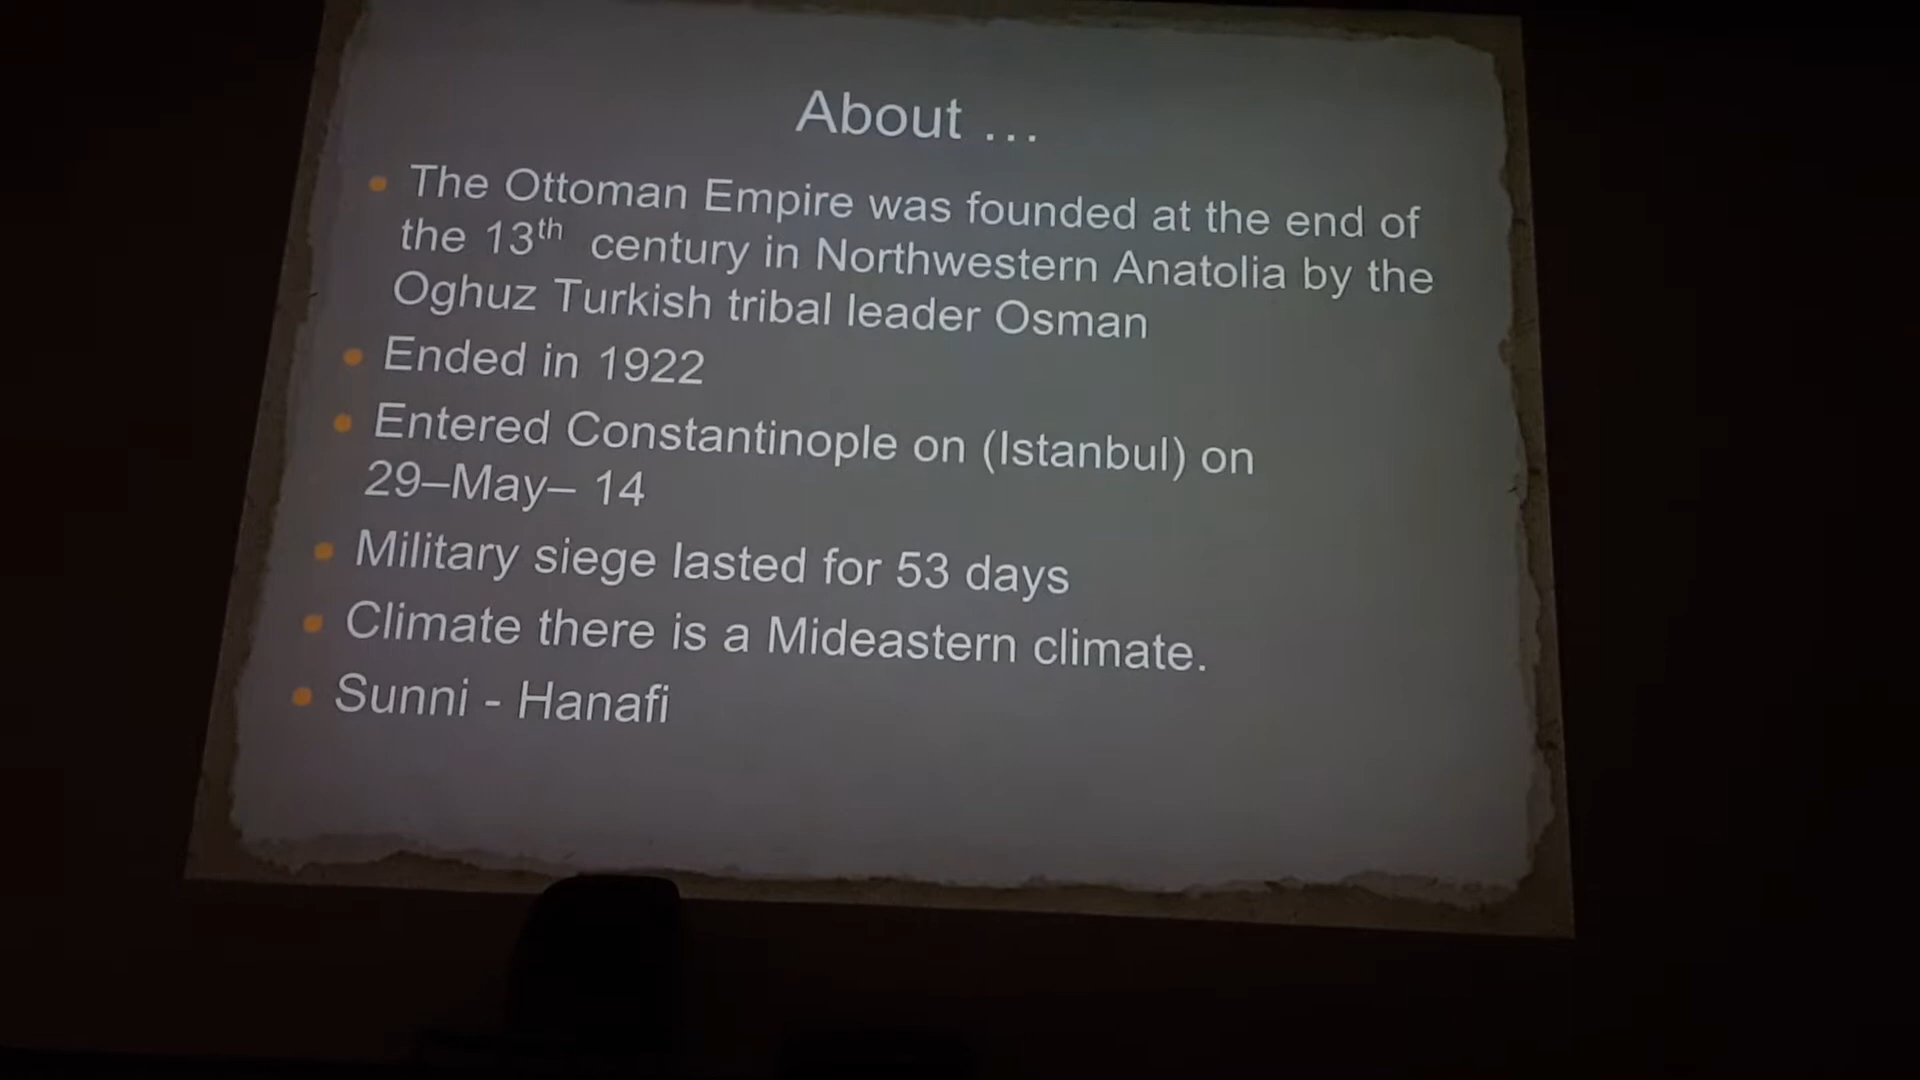 About ...
• The Ottoman Empire was founded at the end of
the 13th century in Northwestern Anatolia by the
Oghuz Turkish tribal leader Osman
• Ended in 1922
• Entered Constantinople on (Istanbul) on
29–May– 14
• Military siege lasted for 53 days
• Climate there is a Mideastern climate.
• Sunni - Hanafi